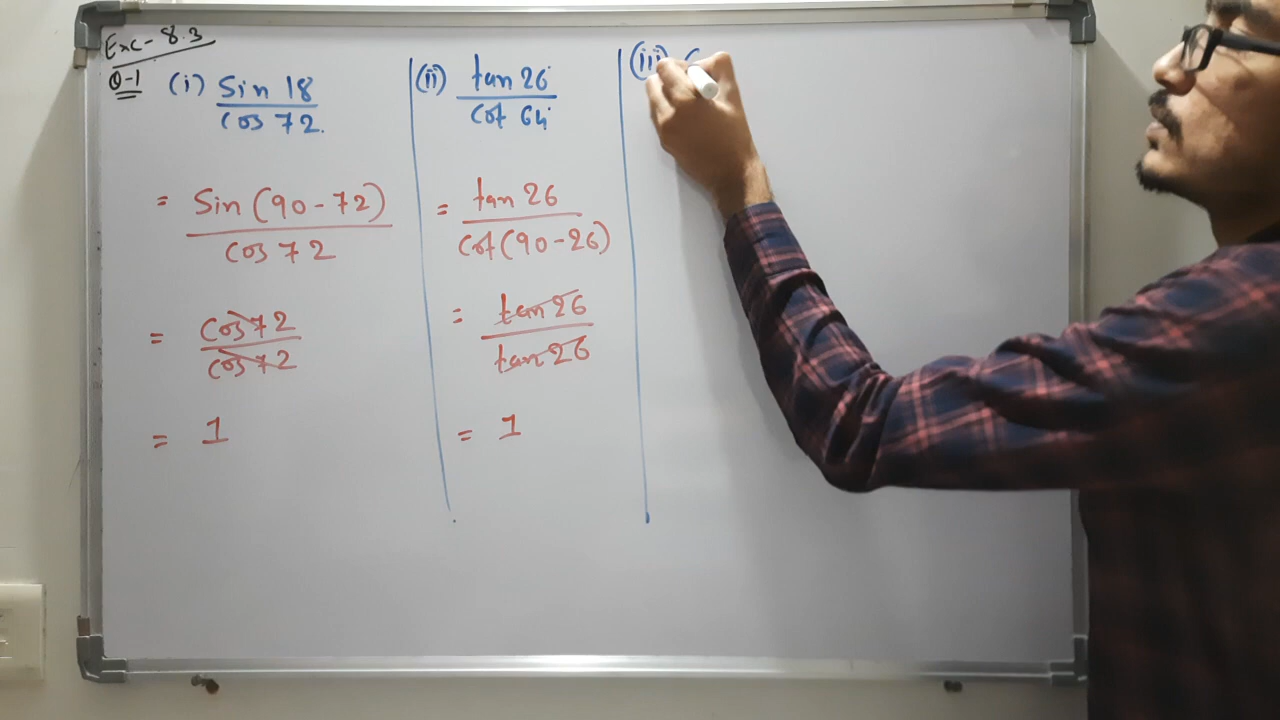 Exc - 8.3
Q-1 (i) Sin 18
cos 72.
= Sin (90-72)
cos 72
= cos 72
cos 72
= 1
(ii) tan 26
cot 64
= tan 26
cot (90-26)
= tan 26
tan 26
= 1
(iii)